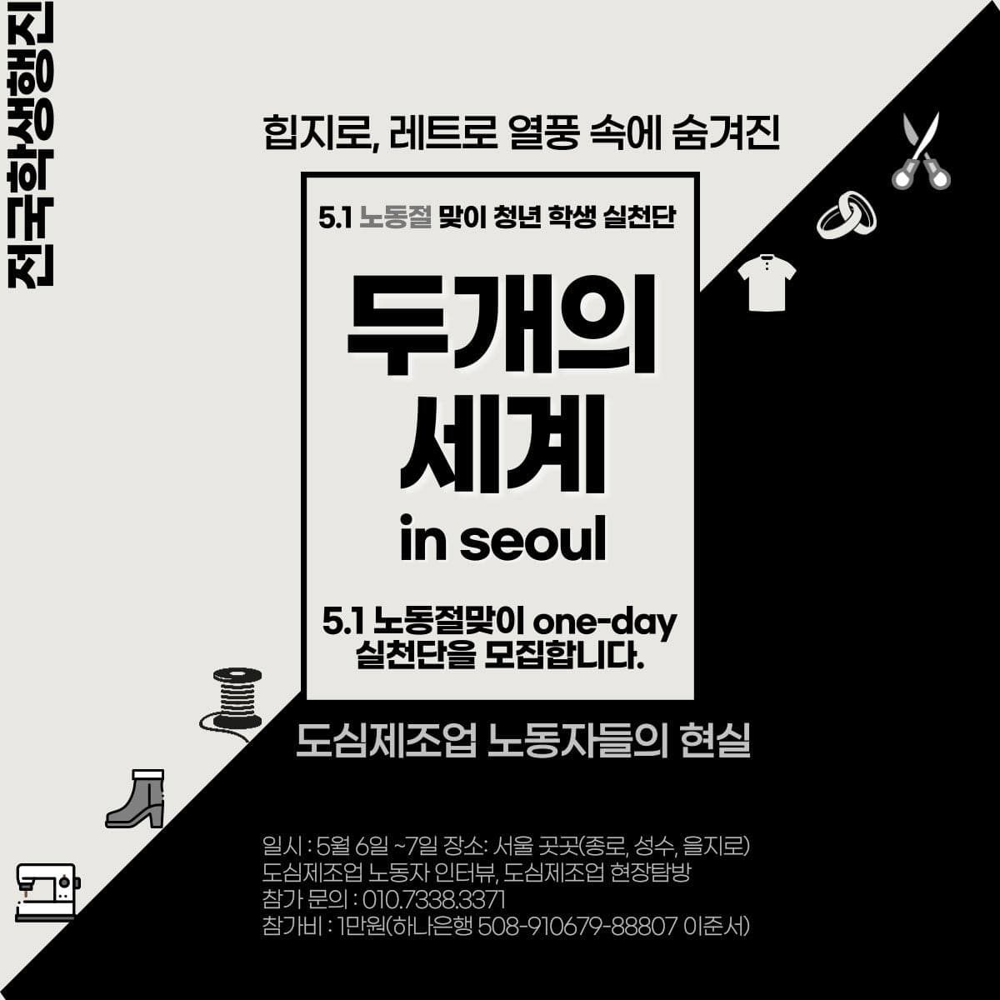 전국학생행진
힙지로, 레트로 열풍 속에 숨겨진
5.1 노동절 맞이 청년 학생 실천단
두개의
세계
in seoul
5.1 노동절맞이 one-day
실천단을 모집합니다.
도심제조업 노동자들의 현실
일시 : 5월 6일 ~7일 장소: 서울 곳곳(종로, 성수, 을지로)
도심제조업 노동자 인터뷰, 도심제조업 현장탐방
참가 문의 : 010.7338.3371
참가비 : 1만원(하나은행 508-910679-88807 이준서)